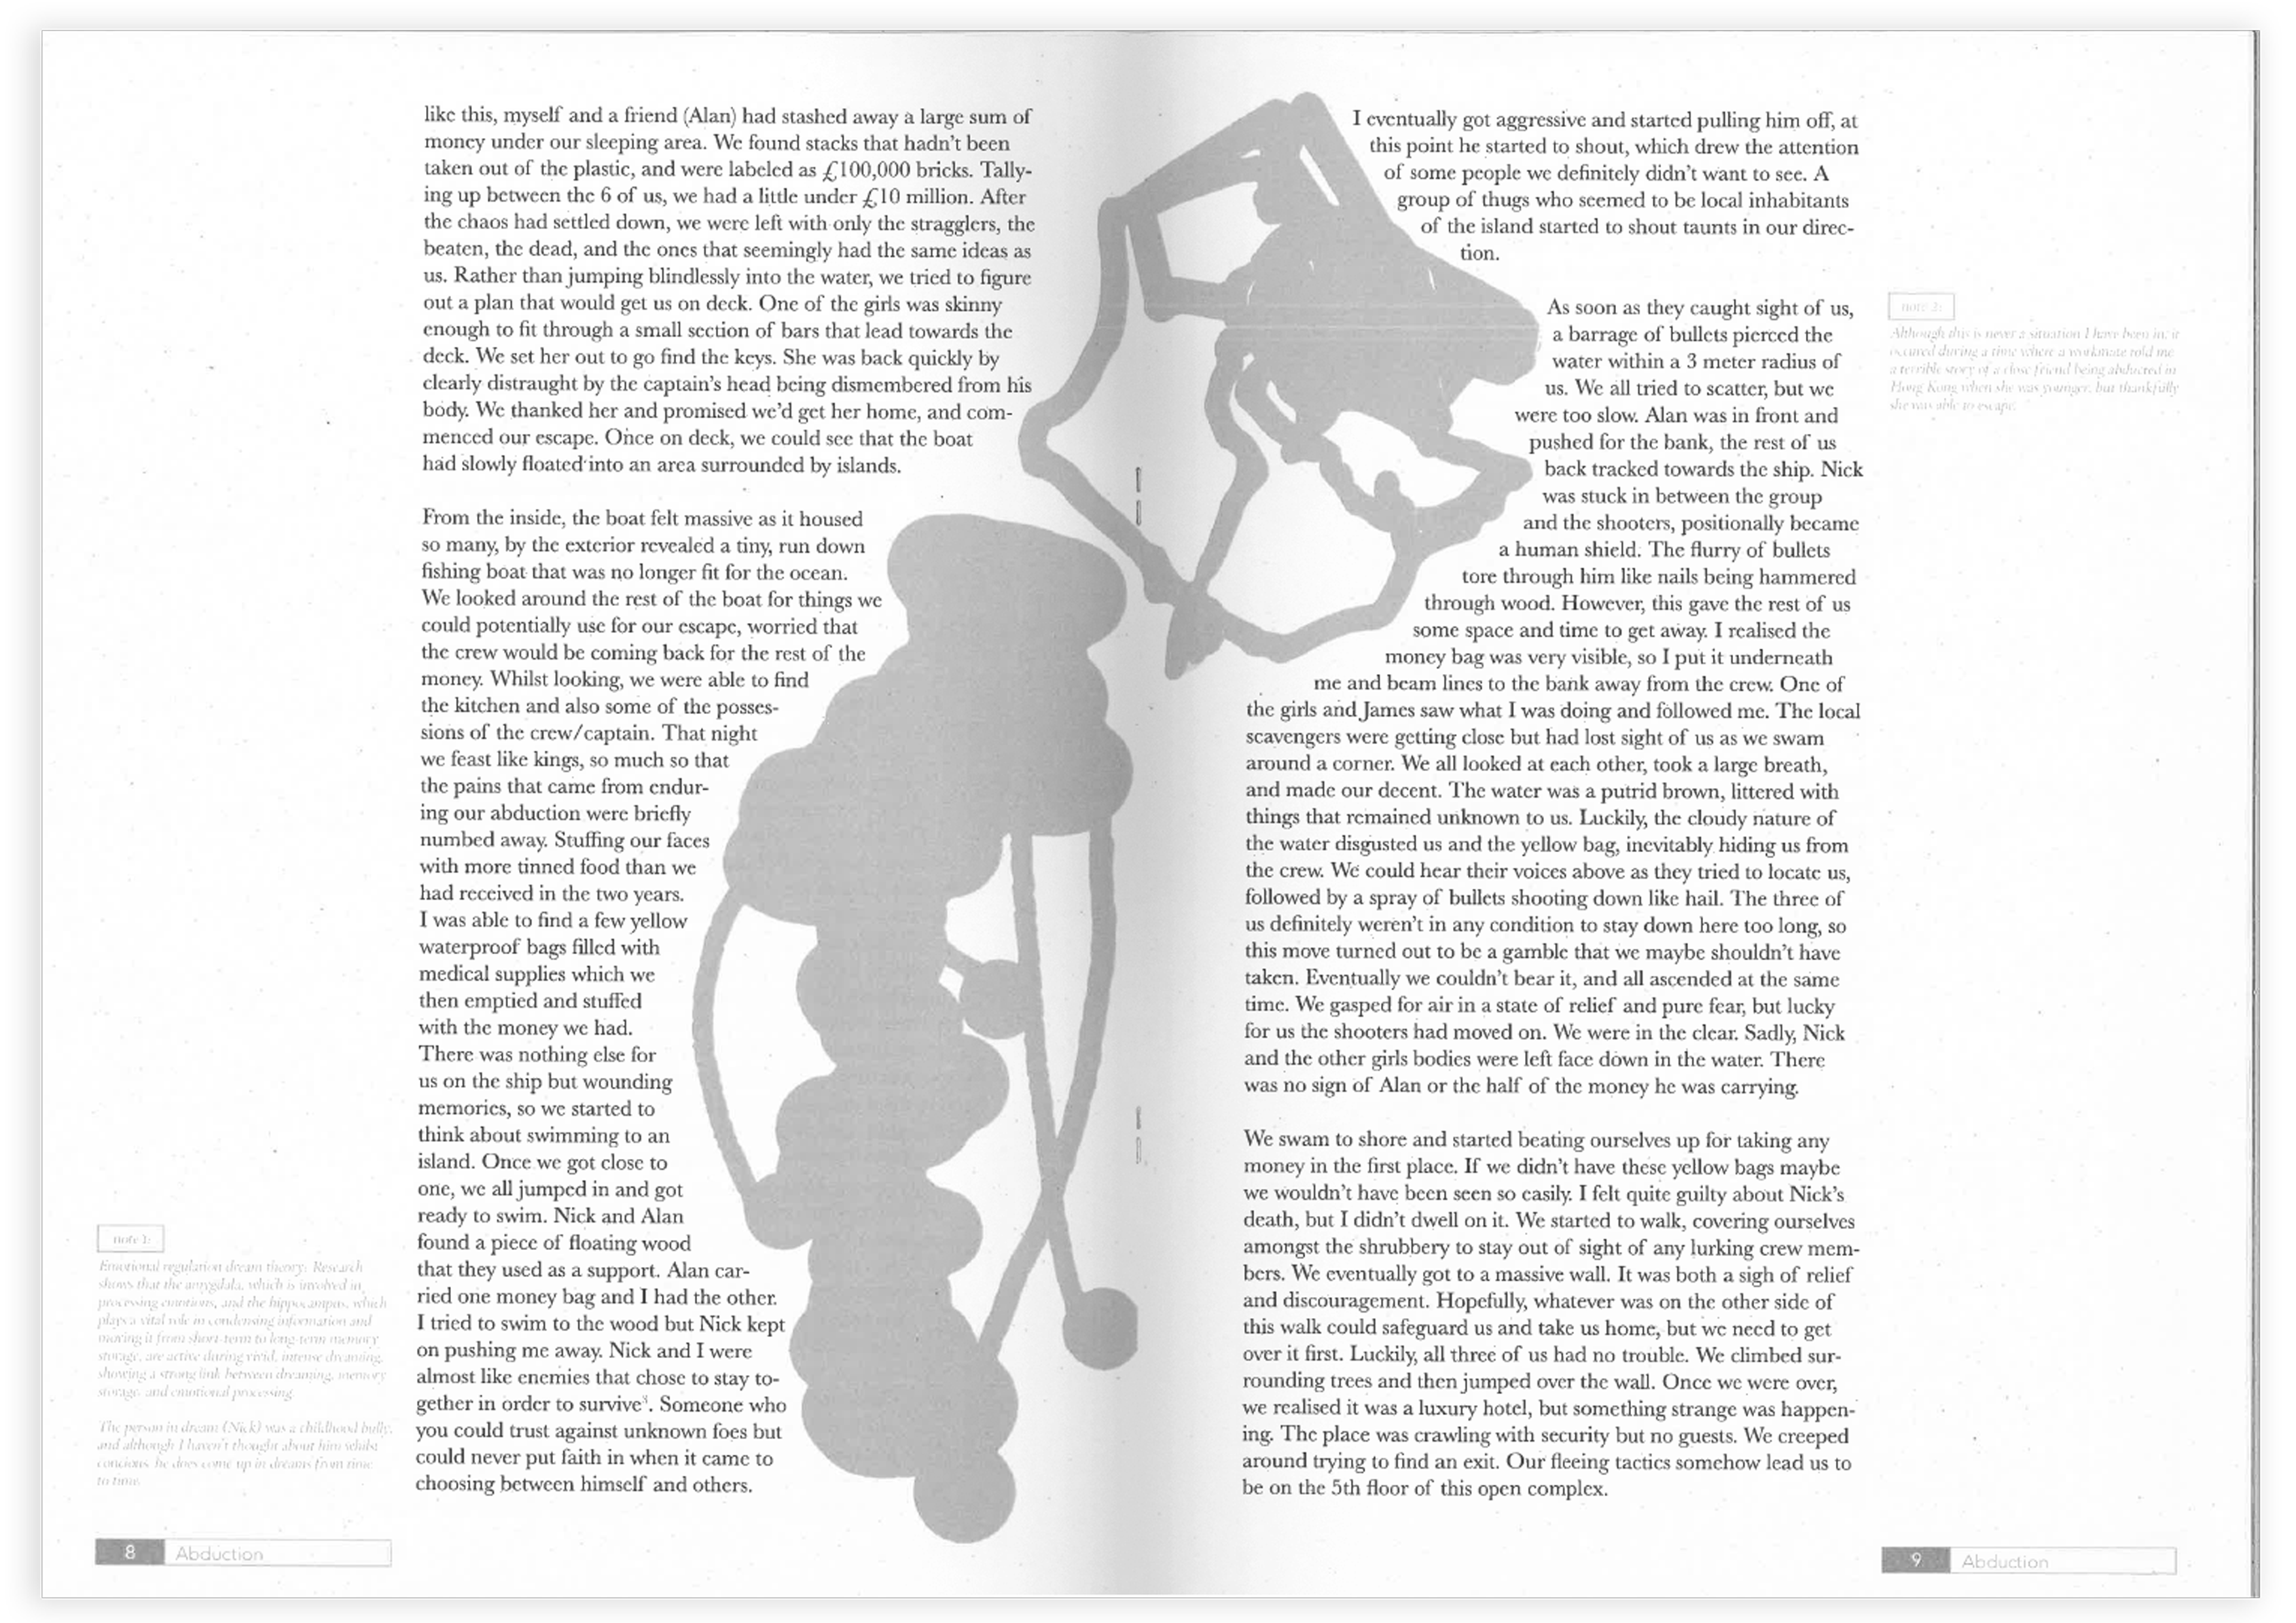 like this, myself and a friend (Alan) had stashed away a large sum of
money under our sleeping area. We found stacks that hadn't been
taken out of the plastic, and were labeled as £100,000 bricks. Tally-
ing up between the 6 of us, we had a little under £10 million. After
the chaos had settled down, we were left with only the stragglers, the
beaten, the dead, and the ones that seemingly had the same ideas as
us. Rather than jumping blindlessly into the water, we tried to figure
out a plan that would get us on deck. One of the girls was skinny
enough to fit through a small section of bars that lead towards the
deck. We set her out to go find the keys. She was back quickly by
clearly distraught by the captain's head being dismembered from his
body. We thanked her and promised we'd get her home, and com-
menced our escape. Once on deck, we could see that the boat
had slowly floated into an area surrounded by islands.
From the inside, the boat felt massive as it housed
so many, by the exterior revealed a tiny, run down
fishing boat that was no longer fit for the ocean.
We looked around the rest of the boat for things we
could potentially use for our escape, worried that
the crew would be coming back for the rest of the
money. Whilst looking, we were able to find
the kitchen and also some of the posses-
sions of the crew/captain. That night
we feast like kings, so much so that
the pains that came from endur-
ing our abduction were briefly
numbed away. Stuffing our faces
with more tinned food than we
had received in the two years.
I was able to find a few yellow
waterproof bags filled with
medical supplies which we
then emptied and stuffed
with the money we had.
There was nothing else for
us on the ship but wounding
memories, so we started to
think about swimming to an
island. Once we got close to
one, we all jumped in and got
ready to swim. Nick and Alan
found a piece of floating wood
that they used as a support. Alan car-
ried one money bag and I had the other.
I tried to swim to the wood but Nick kept
on pushing me away. Nick and I were
almost like enemies that chose to stay to-
gether in order to survive³. Someone who
you could trust against unknown foes but
could never put faith in when it came to
choosing between himself and others.
note 1:
Emotional regulation dream theory: Research
shows that the amygdala, which is involved in
processing emotions, and the hippocampus, which
plays a vital role in condensing information and
moving it from short-term to long-term memory
storage, are active during vivid, intense dreaming,
showing a strong link between dreaming, memory
storage, and emotional processing.
The person in dream (Nick) was a childhood bully,
and although I haven't thought about him whilst
concious, he does come up in dreams from time
to time.
8 Abduction
I eventually got aggressive and started pulling him off, at
this point he started to shout, which drew the attention
of some people we definitely didn't want to see. A
group of thugs who seemed to be local inhabitants
of the island started to shout taunts in our direc-
tion.
As soon as they caught sight of us,
a barrage of bullets pierced the
water within a 3 meter radius of
us. We all tried to scatter, but we
were too slow. Alan was in front and
pushed for the bank, the rest of us
back tracked towards the ship. Nick
was stuck in between the group
and the shooters, positionally became
a human shield. The flurry of bullets
tore through him like nails being hammered
through wood. However, this gave the rest of us
some space and time to get away. I realised the
money bag was very visible, so I put it underneath
me and beam lines to the bank away from the crew. One of
the girls and James saw what I was doing and followed me. The local
scavengers were getting close but had lost sight of us as we swam
around a corner. We all looked at each other, took a large breath,
and made our decent. The water was a putrid brown, littered with
things that remained unknown to us. Luckily, the cloudy nature of
the water disgusted us and the yellow bag, inevitably hiding us from
the crew. We could hear their voices above as they tried to locate us,
followed by a spray of bullets shooting down like hail. The three of
us definitely weren't in any condition to stay down here too long, so
this move turned out to be a gamble that we maybe shouldn't have
taken. Eventually we couldn't bear it, and all ascended at the same
time. We gasped for air in a state of relief and pure fear, but lucky
for us the shooters had moved on. We were in the clear. Sadly, Nick
and the other girls bodies were left face down in the water. There
was no sign of Alan or the half of the money he was carrying.
We swam to shore and started beating ourselves up for taking any
money in the first place. If we didn't have these yellow bags maybe
we wouldn't have been seen so easily. I felt quite guilty about Nick's
death, but I didn't dwell on it. We started to walk, covering ourselves
amongst the shrubbery to stay out of sight of any lurking crew mem-
bers. We eventually got to a massive wall. It was both a sigh of relief
and discouragement. Hopefully, whatever was on the other side of
this walk could safeguard us and take us home, but we need to get
over it first. Luckily, all three of us had no trouble. We climbed sur-
rounding trees and then jumped over the wall. Once we were over,
we realised it was a luxury hotel, but something strange was happen-
ing. The place was crawling with security but no guests. We creeped
around trying to find an exit. Our fleeing tactics somehow lead us to
be on the 5th floor of this open complex.
note 2:
Although this is never a situation I have been in, it
occured during a time where a workmate told me
a terrible story of a close friend being abducted in
Hong Kong when she was younger, but thankfully
she was able to escape.
9 Abduction